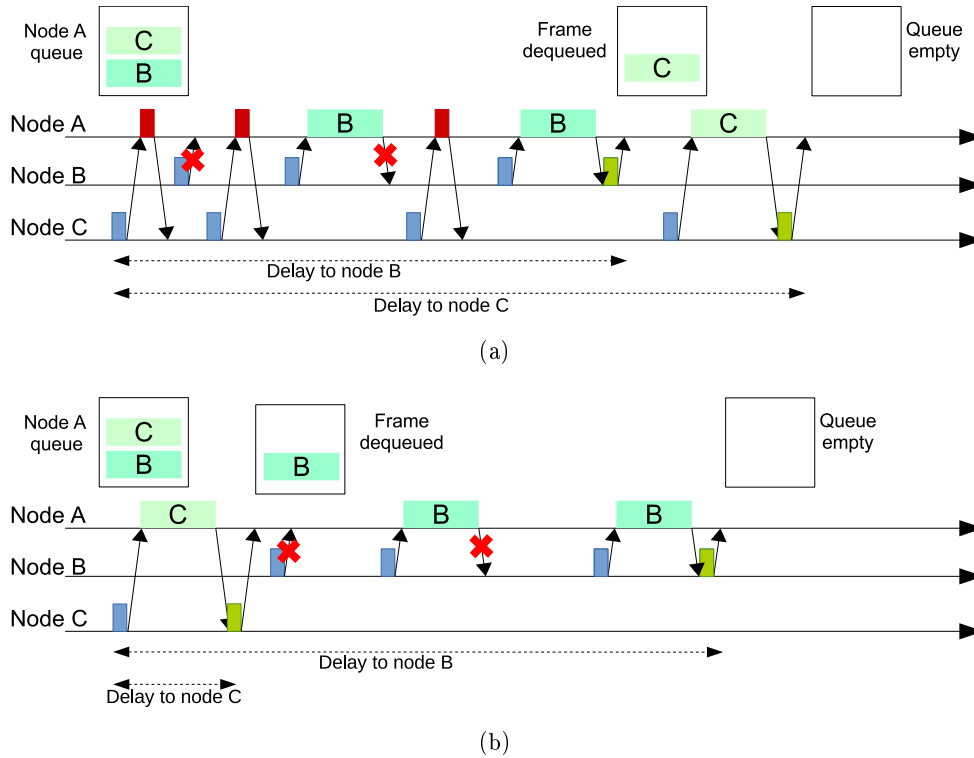 Node A
queue
C
B
Frame
dequeued
C
Queue
empty
Node A
B
B
C
Node B
Node C
Delay to node B
Delay to node C
(a)
Node A
queue
C
B
B
Frame
dequeued
Queue
empty
Node A
C
B
B
Node B
Node C
Delay to node B
Delay to node C
(b)